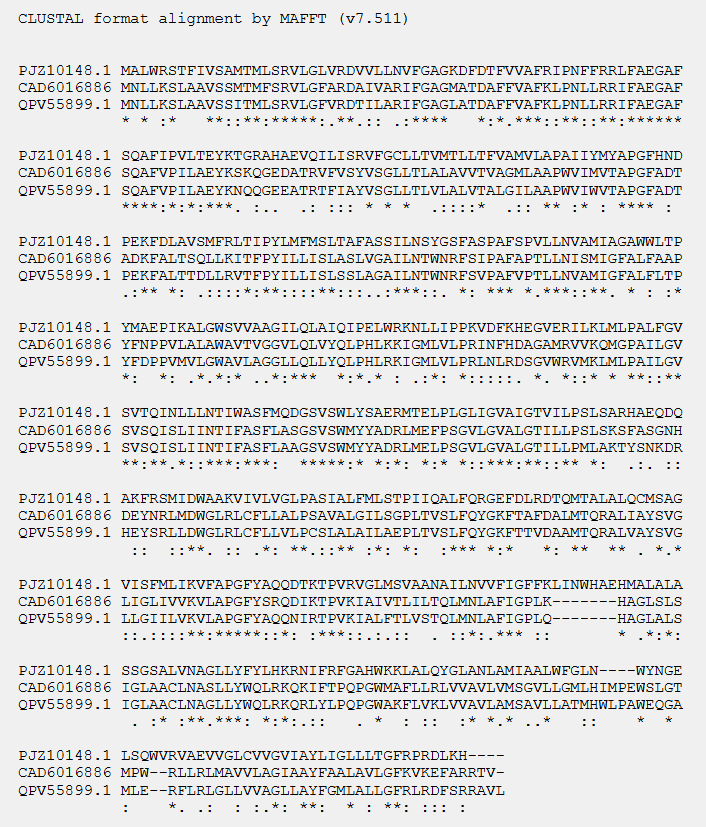 CLUSTAL format alignment by MAFFT (v7.511)
PJZ10148.1 MALWRSTFIVSAMTMLSRVLGLVRDVVLLNVFGAGKDFDTFVVAFRIPNFFRRLFAEGAF
CAD6016886 MNLLKSLAAVSSMTMFSRVLGFARDAIVARIFGAGMATDAFFVAFKLPNLLRRIFAEGAF
QPV55899.1 MNLLKSLAAVSSITMLSRVLGFVRDTILARIFGAGLATDAFFVAFKLPNLLRRIFAEGAF
* * :*   **::**:*****:.**.:: .:****   *:*.***::***::**:******
PJZ10148.1 SQAFIPVLTEYKTGRAHAEVQILISRVFGCLLTVMTLLTFVAMVLAPAIIYMYAPGFHND
CAD6016886 SQAFVPILAEYKSKQGEDATRVFVSYVSGLLTLALAVVTVAGMLAAPWVIMVTAPGFADT
QPV55899.1 SQAFVPILAEYKNQQGEEATRTFIAYVSGLLTLVLALVTALGILAAPWVIWVTAPGFADT
****:*:*:***. :..  .: ::: * * *  .::::*  .:: ** :* : **** :
PJZ10148.1 PEKFDLAVSMFRLTIPYLMFMSLTAFASSILNSYGSFASPAFSPVLLNVAMIAGAWWLTP
CAD6016886 ADKFALTSQLLKITFPYILLISLASLVGAILNTWNRFSIPAFAPTLLNISMIGFALFAAP
QPV55899.1 PEKFALTTDLLRVTFPYILLISLSSLAGAILNTWNRFSVPAFVPTLLNVAMIGFALFLTP
.:** *: .:::*:**:::**:::..:***::. *: *** *.***::**. * : :*
PJZ10148.1 YMAEPIKALGWSVVAAGILQLAIQIPELWRKNLLIPPKVDFKHEGVERILKLMLPALFGV
CAD6016886 YFNPPVLALAWAVTVGGVLQLVYQLPHLKKIGMLVLPRINFHDAGAMRVVKQMGPAILGV
QPV55899.1 YFDPPVMVLGWAVLAGGLLQLLYQLPHLRKIGMLVLPRLNLRDSGVWRVMKLMLPAILGV
*:  *: .*.*:* ..*:***  *:*.* : .:*: *:::::. *. *::* * **::**
PJZ10148.1 SVTQINLLLNTIWASFMQDGSVSWLYSAERMTELPLGLIGVAIGTVILPSLSARHAEQDQ
CAD6016886 SVSQISLIINTIFASFLASGSVSWMYYADRLMEFPSGVLGVALGTILLPSLSKSFASGNH
QPV55899.1 SVSQISLIINTIFASFLAAGSVSWMYYADRLMELPSGVLGVALGTILLPMLAKTYSNKDR
**:**.*::***:***:  *****:* *:*: *:* *::***:**::** *:  .:. ::
PJZ10148.1 AKFRSMIDWAAKVIVLVGLPASIALFMLSTPIIQALFQRGEFDLRDTQMTALALQCMSAG
CAD6016886 DEYNRLMDWGLRLCFLLALPSAVALGILSGPLTVSLFQYGKFTAFDALMTQRALIAYSVG
QPV55899.1 HEYSRLLDWGLRLCFLLVLPCSLALAILAEPLTVSLFQYGKFTTVDAAMTQRALVAYSVG
::  ::**. :: .*: **.::** :*: *: :*** *:*   *: ** ** . *.*
PJZ10148.1 VISFMLIKVFAPGFYAQQDTKTPVRVGLMSVAANAILNVVFIGFFKLINWHAEHMALALA
CAD6016886 LIGLIVVKVLAPGFYSRQDIKTPVKIAIVTLILTQLMNLAFIGPLK-------HAGLSLS
QPV55899.1 LLGIILVKVLAPGFYAQQNIRTPVKIALFTLVSTQLMNLAFIGPLQ-------HAGLALS
::.:::**:*****::*: :***::.: ::  . ::*:.*** ::       * .*:*:
PJZ10148.1 SSGSALVNAGLLYFYLHKRNIFRFGAHWKKLALQYGLANLAMIAALWFGLN----WYNGE
CAD6016886 IGLAACLNASLLYWQLRKQKIFTPQPGWMAFLLRLVVAVLVMSGVLLGMLHIMPEWSLGT
QPV55899.1 IGLAACLNAGLLYWQLRKQRLYLPQPGWAKFLVKLVVAVLAMSAVLLATMHWLPAWEQGA
. :* :**.***: *:*:.::   . *  : ::  :* *.* ..*   ::    *  *
PJZ10148.1 LSQWVRVAEVVGLCVVGVIAYLIGLLLTGFRPRDLKH----
CAD6016886 MPW--RLLRLMAVVLAGIAAYFAALAVLGFKVKEFARRTV-
QPV55899.1 MLE--RFLRLGLLVVAGLLAYFGMLALLGFRLRDFSRRAVL
:    *. .:  : :.*: **:  * : **: ::: :